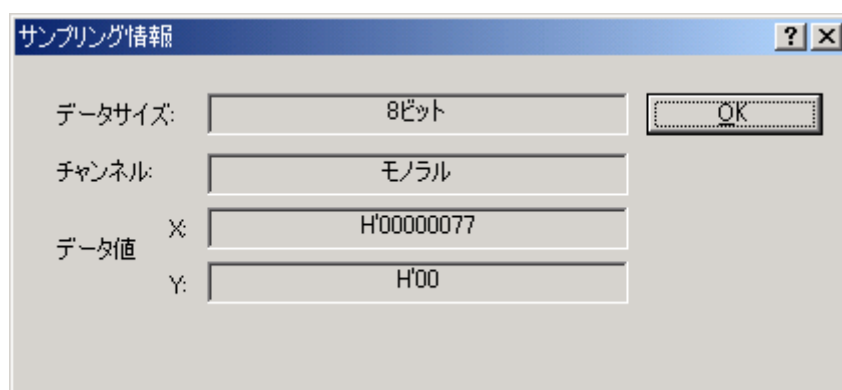 サンプリング情報
データサイズ: 8ビット OK
チャンネル: モノラル
データ値 X: H'00000077
Y: H'00